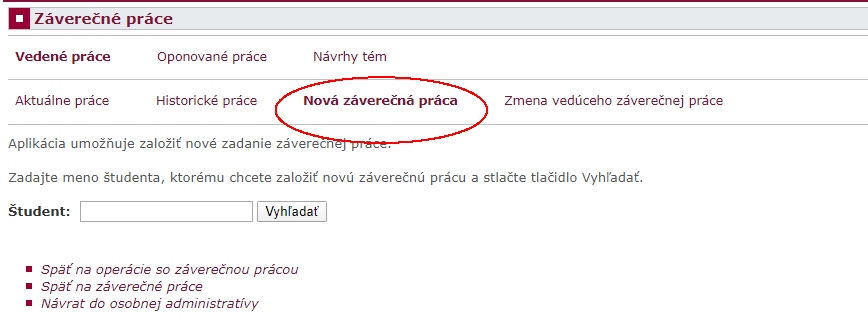 Záverečné práce
Vedené práce Oponované práce Návrhy tém
Aktuálne práce Historické práce Nová záverečná práca Zmena vedúceho záverečnej práce
Aplikácia umožňuje založiť nové zadanie záverečnej práce.
Zadajte meno študenta, ktorému chcete založiť novú záverečnú prácu a stlačte tlačidlo Vyhľadať.
Študent: Vyhľadať
Späť na operácie so záverečnou prácou
Späť na záverečné práce
Návrat do osobnej administratívy